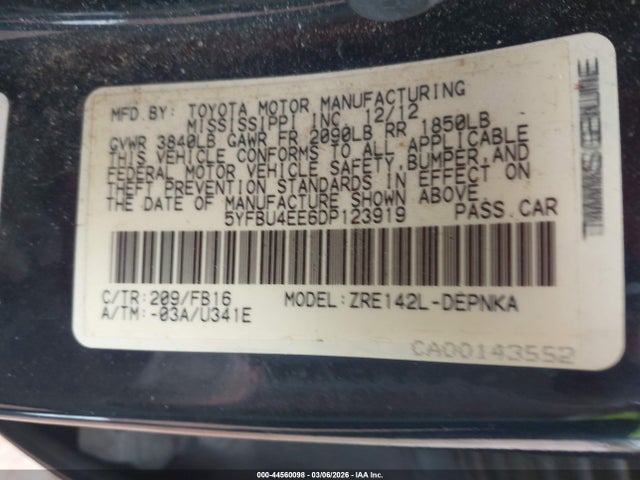 MFD.BY: TOYOTA MOTOR MANUFACTURING
MISSISSIPPI INC. 12/12
GVWR 3840LB GAWR FR 2090LB RR 1850LB
THIS VEHICLE CONFORMS TO ALL APPLICABLE
FEDERAL MOTOR VEHICLE SAFETY,BUMPER,AND
THEFT PREVENTION STANDARDS IN EFFECT ON
THE DATE OF MANUFACTURE SHOWN ABOVE.
5YFBU4EE6DP123919 PASS.CAR
C/TR:209/FB16 MODEL:ZRE142L-DEPNKA
A/TM:-03A/U341E
CA00143552
000-44560098 | 03/06/2026 | IAA Inc.